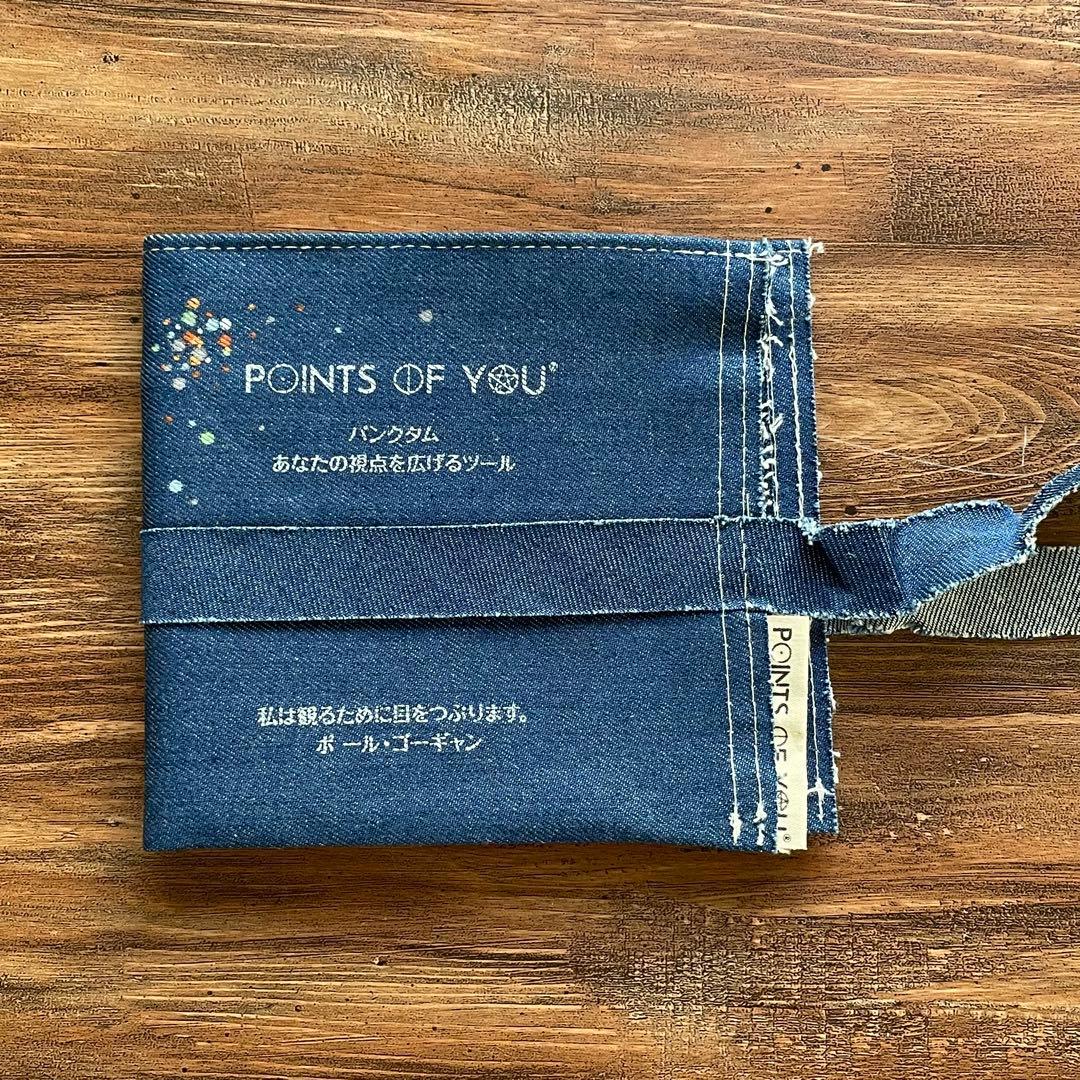 POINTS OF YOU®
パンクタム
あなたの視点を広げるツール
POINTS OF YOU®
私は観るために目をつぶります。
ポール・ゴーギャン